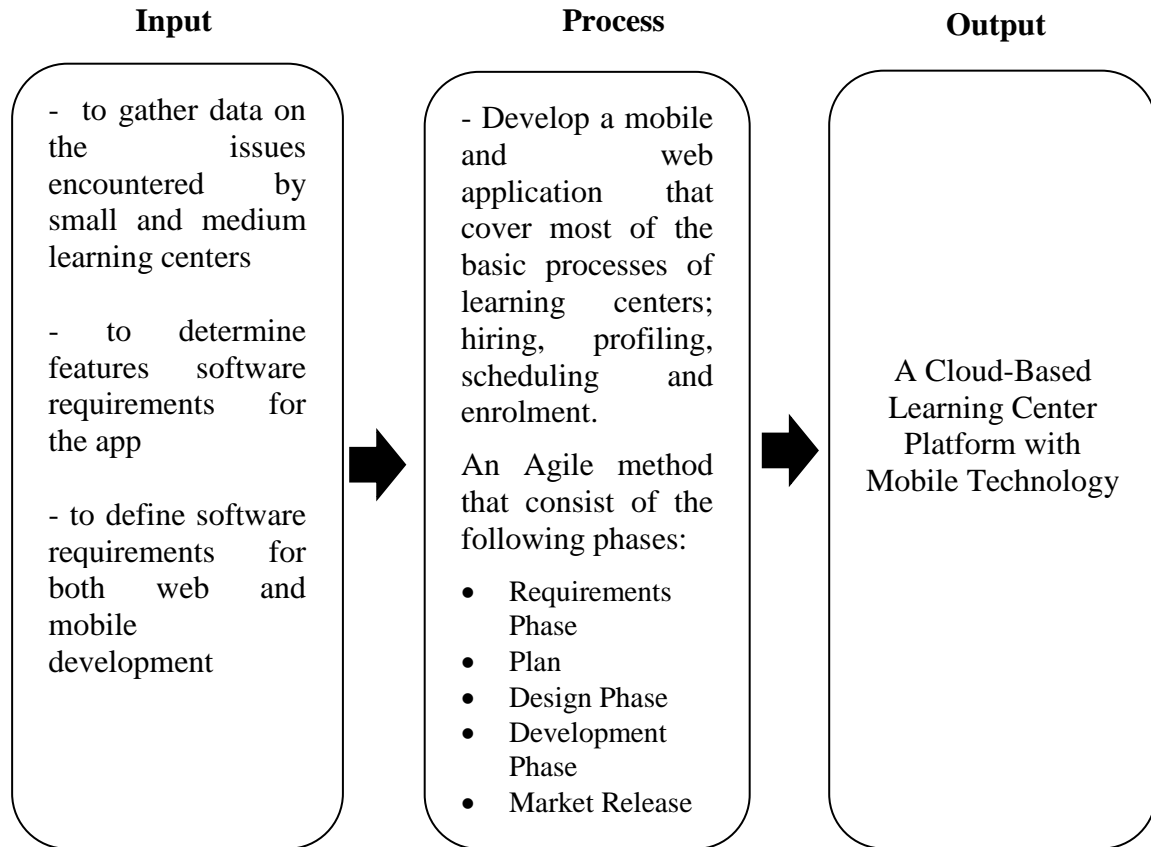 Input
- to gather data on
the issues
encountered by
small and medium
learning centers
- to determine
features software
requirements for
the app
- to define software
requirements for
both web and
mobile
development
Process
- Develop a mobile
and web
application that
cover most of the
basic processes of
learning centers;
hiring, profiling,
scheduling and
enrolment.
An Agile method
that consist of the
following phases:
• Requirements
Phase
• Plan
• Design Phase
• Development
Phase
• Market Release
Output
A Cloud-Based
Learning Center
Platform with
Mobile Technology